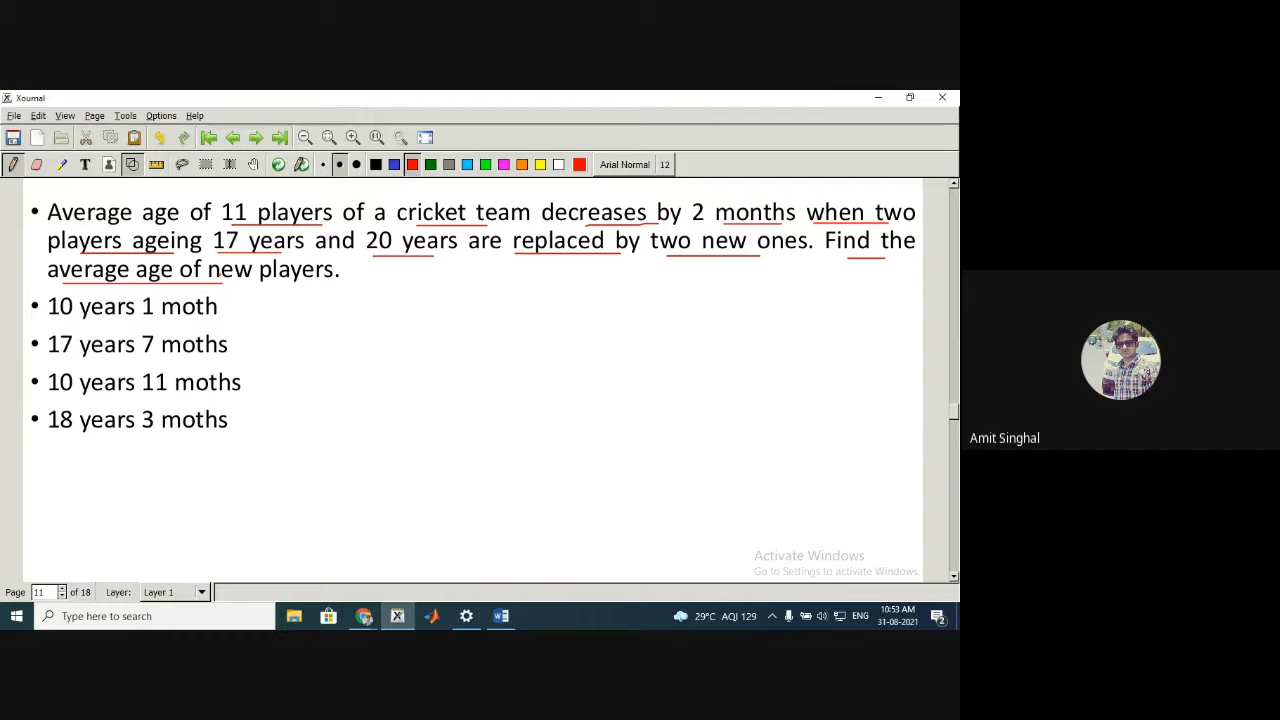 Xournal
File Edit View Page Tools Options Help
Arial Normal 12
• Average age of 11 players of a cricket team decreases by 2 months when two
players ageing 17 years and 20 years are replaced by two new ones. Find the
average age of new players.
• 10 years 1 moth
• 17 years 7 moths
• 10 years 11 moths
• 18 years 3 moths
Amit Singhal
Activate Windows
Go to Settings to activate Windows.
Page 11 of 18 Layer: Layer 1
Type here to search
29°C AQI 129 ENG 10:53 AM
31-08-2021 2